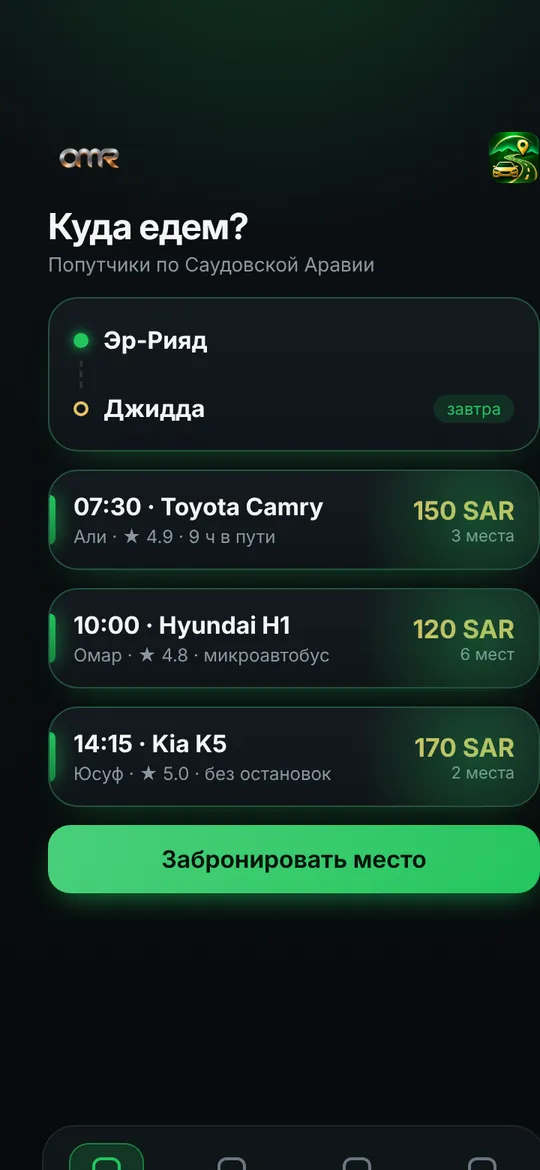 OMR
Куда едем?
Попутчики по Саудовской Аравии
Эр-Рияд
Джидда
завтра
07:30 · Toyota Camry
150 SAR
Али · ★ 4.9 · 9 ч в пути
3 места
10:00 · Hyundai H1
120 SAR
Омар · ★ 4.8 · микроавтобус
6 мест
14:15 · Kia K5
170 SAR
Юсуф · ★ 5.0 · без остановок
2 места
Забронировать место